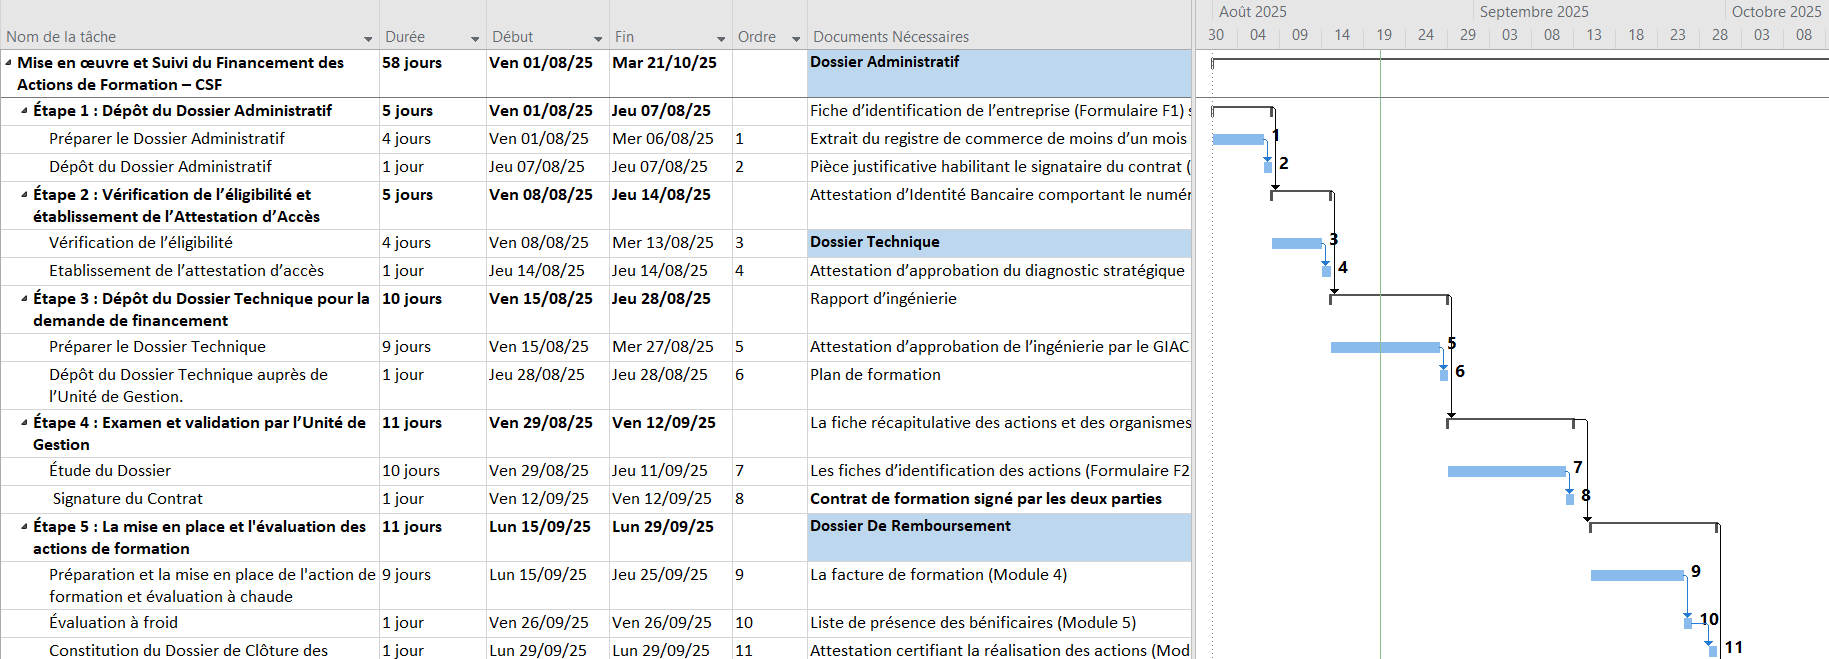 Août 2025 Septembre 2025 Octobre 2025
Nom de la tâche Durée Début Fin Ordre Documents Nécessaires 30 04 09 14 19 24 29 03 08 13 18 23 28 03 08
Mise en œuvre et Suivi du Financement des 58 jours Ven 01/08/25 Mar 21/10/25 Dossier Administratif
Actions de Formation – CSF
Étape 1 : Dépôt du Dossier Administratif 5 jours Ven 01/08/25 Jeu 07/08/25 Fiche d’identification de l’entreprise (Formulaire F1) s
Préparer le Dossier Administratif 4 jours Ven 01/08/25 Mer 06/08/25 1 Extrait du registre de commerce de moins d’un mois 1
Dépôt du Dossier Administratif 1 jour Jeu 07/08/25 Jeu 07/08/25 2 Pièce justificative habilitant le signataire du contrat ( 2
Étape 2 : Vérification de l’éligibilité et 5 jours Ven 08/08/25 Jeu 14/08/25 Attestation d’Identité Bancaire comportant le numér
établissement de l’Attestation d’Accès
Vérification de l’éligibilité 4 jours Ven 08/08/25 Mer 13/08/25 3 Dossier Technique 3
Etablissement de l’attestation d’accès 1 jour Jeu 14/08/25 Jeu 14/08/25 4 Attestation d’approbation du diagnostic stratégique 4
Étape 3 : Dépôt du Dossier Technique pour la 10 jours Ven 15/08/25 Jeu 28/08/25 Rapport d’ingénierie
demande de financement
Préparer le Dossier Technique 9 jours Ven 15/08/25 Mer 27/08/25 5 Attestation d’approbation de l’ingénierie par le GIAC 5
Dépôt du Dossier Technique auprès de 1 jour Jeu 28/08/25 Jeu 28/08/25 6 Plan de formation 6
l’Unité de Gestion.
Étape 4 : Examen et validation par l’Unité de 11 jours Ven 29/08/25 Ven 12/09/25 La fiche récapitulative des actions et des organismes
Gestion
Étude du Dossier 10 jours Ven 29/08/25 Jeu 11/09/25 7 Les fiches d’identification des actions (Formulaire F2 7
Signature du Contrat 1 jour Ven 12/09/25 Ven 12/09/25 8 Contrat de formation signé par les deux parties 8
Étape 5 : La mise en place et l'évaluation des 11 jours Lun 15/09/25 Lun 29/09/25 Dossier De Remboursement
actions de formation
Préparation et la mise en place de l'action de 9 jours Lun 15/09/25 Jeu 25/09/25 9 La facture de formation (Module 4) 9
formation et évaluation à chaude
Évaluation à froid 1 jour Ven 26/09/25 Ven 26/09/25 10 Liste de présence des bénificaires (Module 5) 10
Constitution du Dossier de Clôture des 1 jour Lun 29/09/25 Lun 29/09/25 11 Attestation certifiant la réalisation des actions (Mod 11